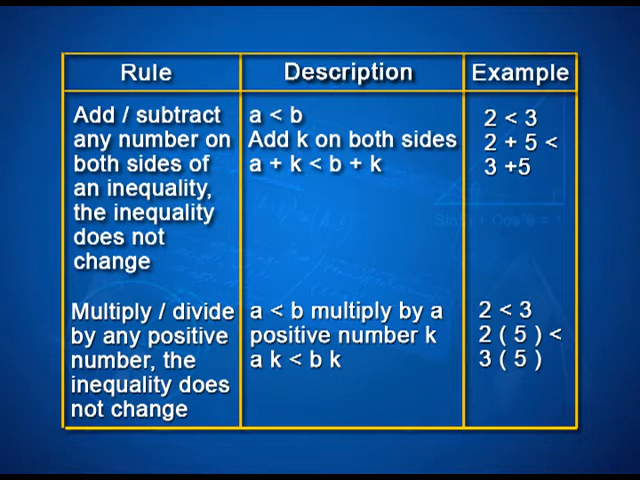 Rule
Description
Example
Add / subtract
any number on
both sides of
an inequality,
the inequality
does not
change
a < b
Add k on both sides
a + k < b + k
2 < 3
2 + 5 <
3 +5
Multiply / divide
by any positive
number, the
inequality does
not change
a < b multiply by a
positive number k
a k < b k
2 < 3
2 ( 5 ) <
3 ( 5 )